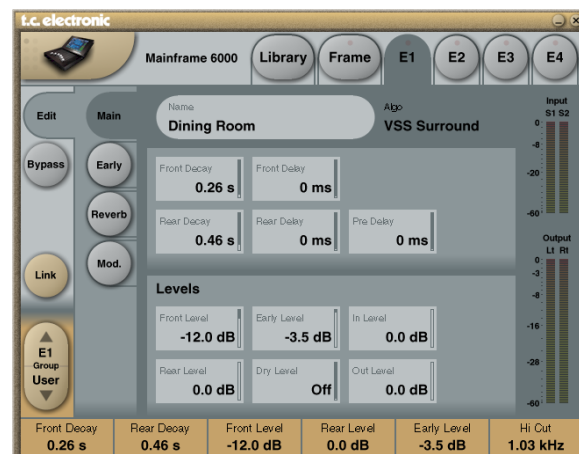 t.c. electronic
Mainframe 6000
Library
Frame
E1
E2
E3
E4
Edit
Main
Name
Dining Room
Algo
VSS Surround
Input
S1 S2
0
-8
-20
-60
Bypass
Early
Front Decay
0.26 s
Front Delay
0 ms
Reverb
Rear Decay
0.46 s
Rear Delay
0 ms
Pre Delay
0 ms
Output
Lt Rt
0
-3
-8
-16
-28
-60
Link
Mod.
Levels
Front Level
-12.0 dB
Early Level
-3.5 dB
In Level
0.0 dB
Rear Level
0.0 dB
Dry Level
Off
Out Level
0.0 dB
E1
Group
User
Front Decay
0.26 s
Rear Decay
0.46 s
Front Level
-12.0 dB
Rear Level
0.0 dB
Early Level
-3.5 dB
Hi Cut
1.03 kHz